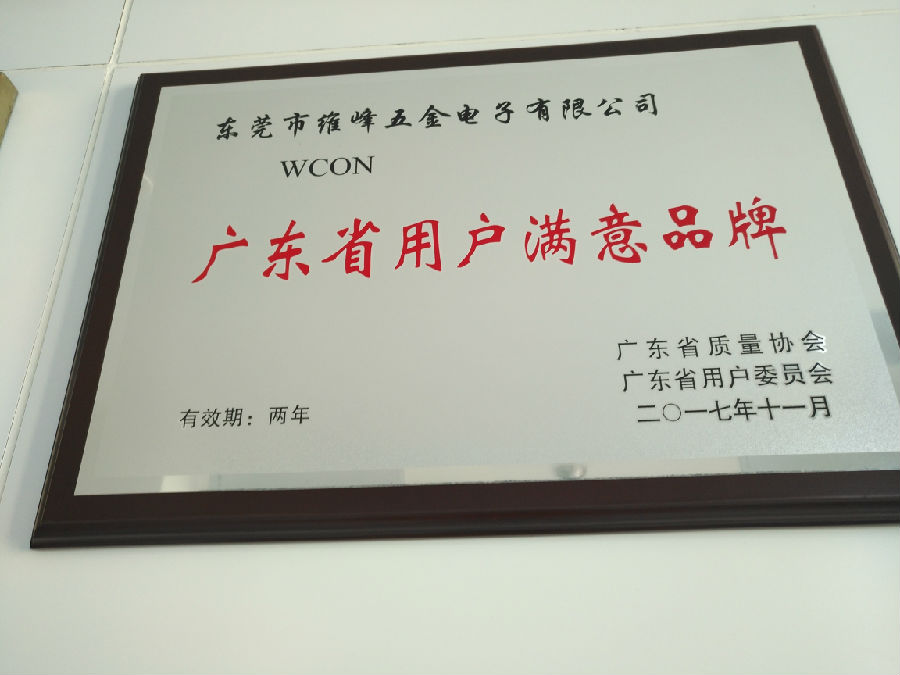 东莞市维峰五金电子有限公司
WCON
广东省用户满意品牌
广东省质量协会
广东省用户委员会
有效期：两年
二〇一七年十一月